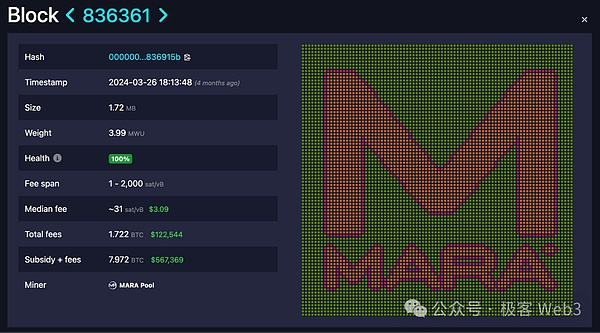 Block < 836361 >
×
Hash 000000...836915b
Timestamp 2024-03-26 18:13:48 (4 months ago)
Size 1.72 MB
Weight 3.99 MWU
Health 100%
Fee span 1 - 2,000 sat/vB
Median fee ~31 sat/vB $3.09
Total fees 1.722 BTC $122,544
Subsidy + fees 7.972 BTC $567,369
Miner MARA Pool
M
MARA
公众号 · 极客 Web3